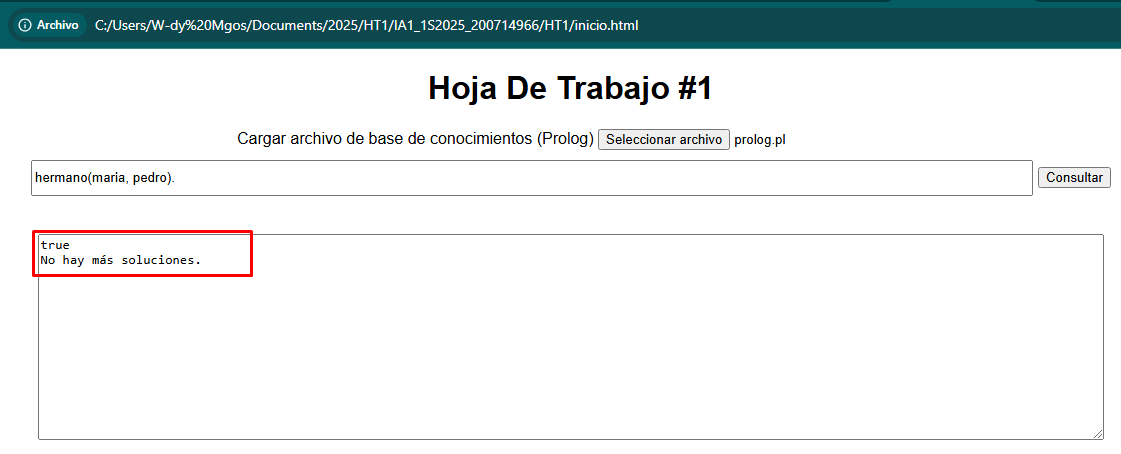 Archivo C:/Users/W-dy%20Mgos/Documents/2025/HT1/IA1_1S2025_200714966/HT1/inicio.html
Hoja De Trabajo #1
Cargar archivo de base de conocimientos (Prolog) Seleccionar archivo prolog.pl
hermano(maria, pedro). Consultar
true
No hay más soluciones.